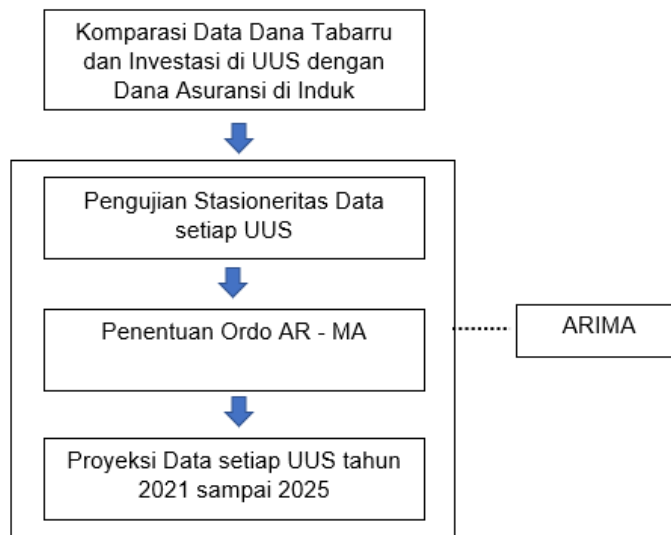 Komparasi Data Dana Tabarru
dan Investasi di UUS dengan
Dana Asuransi di Induk
Pengujian Stasioneritas Data
setiap UUS
Penentuan Ordo AR - MA
ARIMA
Proyeksi Data setiap UUS tahun
2021 sampai 2025